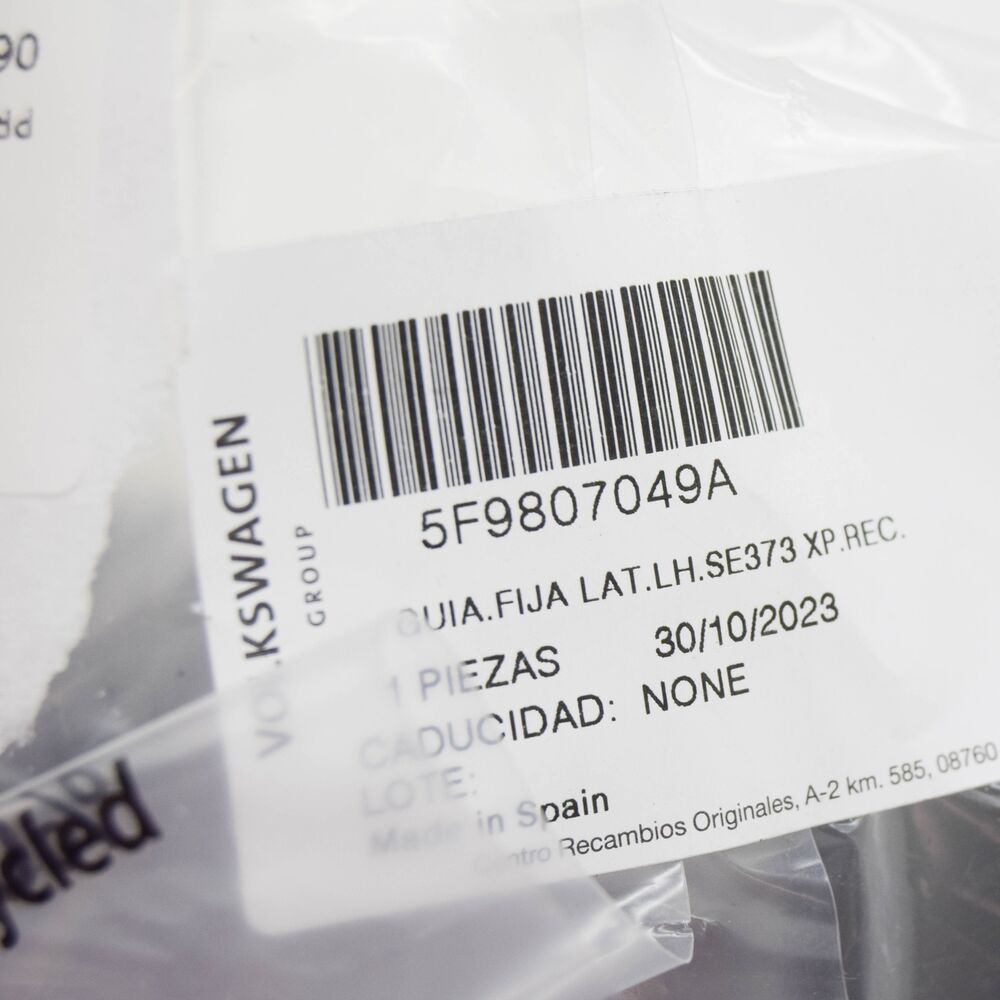 90
VOLKSWAGEN
GROUP
5F9807049A
GUIA.FIJA LAT.LH.SE373 XP.REC.
1 PIEZAS 30/10/2023
CADUCIDAD: NONE
LOTE:
Made in Spain
Centro Recambios Originales, A-2 km. 585, 08760
ycled